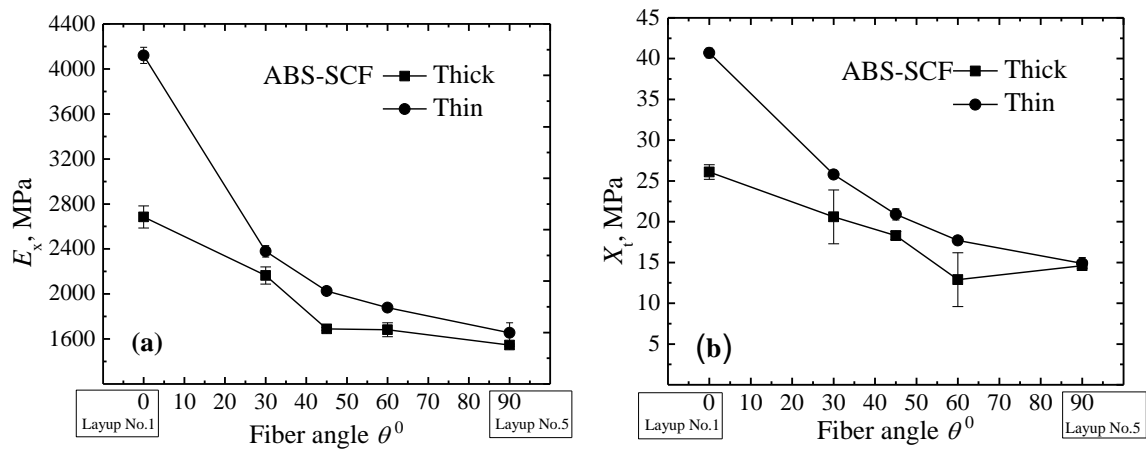 4400
4000
3600
3200
2800
2400
2000
1600
E_x, MPa
ABS-SCF
Thick
Thin
(a)
0 10 20 30 40 50 60 70 80 90
Layup No.1
Layup No.5
Fiber angle θ⁰
45
40
35
30
25
20
15
10
5
X_t, MPa
ABS-SCF
Thick
Thin
(b)
0 10 20 30 40 50 60 70 80 90
Layup No.1
Layup No.5
Fiber angle θ⁰